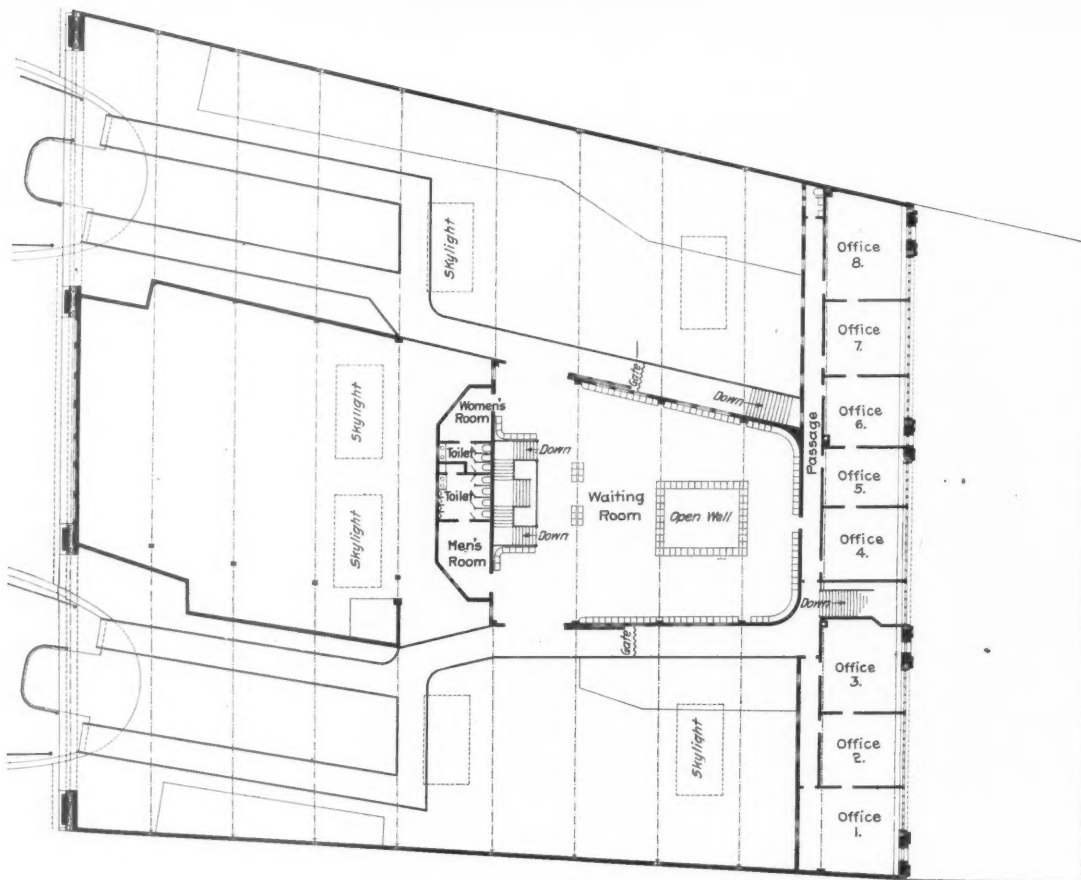 Skylight
Office
8.
Office
7.
Gate
Skylight
Down
Office
6.
Women's
Room
Toilet
Down
Passage
Toilet
Waiting
Room
Open Well
Office
5.
Skylight
Down
Office
4.
Men's
Room
Down
Gate
Office
3.
Skylight
Office
2.
Office
1.